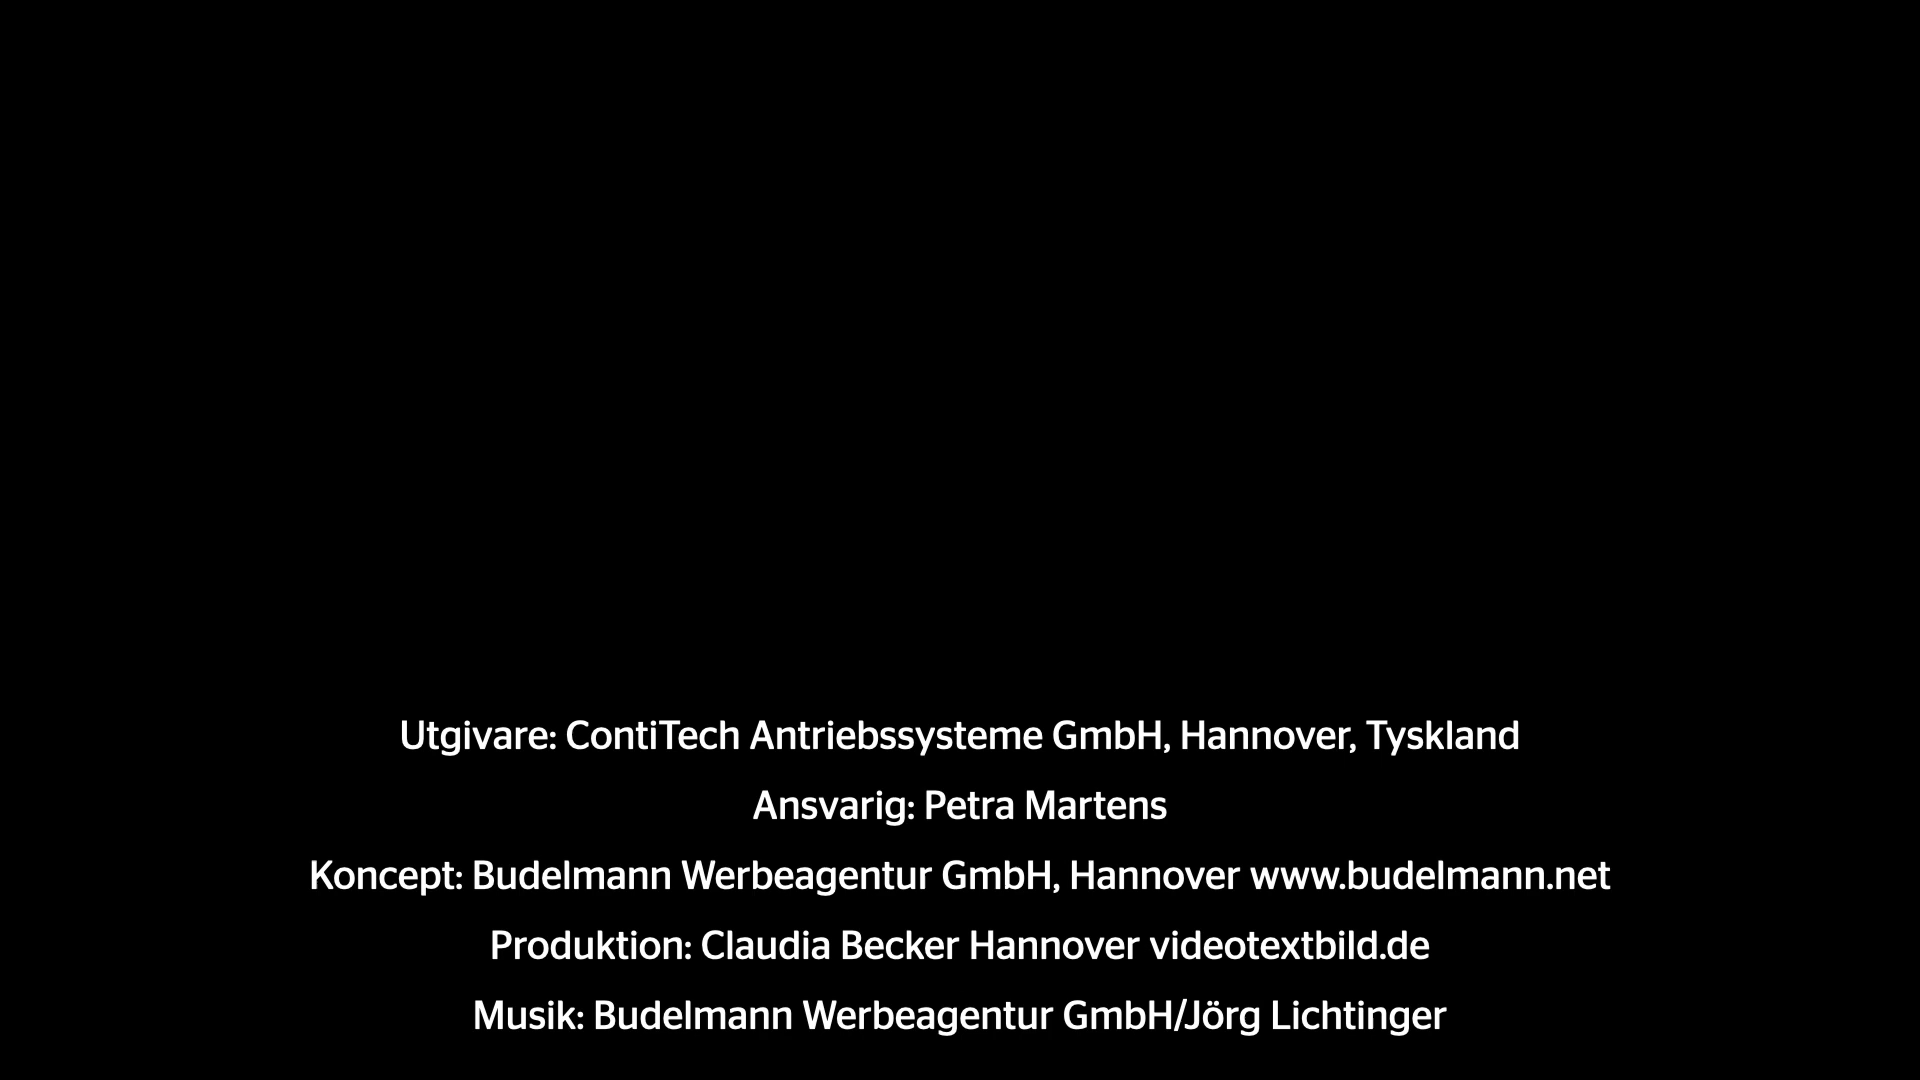 Utgivare: ContiTech Antriebssysteme GmbH, Hannover, Tyskland
Ansvarig: Petra Martens
Koncept: Budelmann Werbeagentur GmbH, Hannover www.budelmann.net
Produktion: Claudia Becker Hannover videotextbild.de
Musik: Budelmann Werbeagentur GmbH/Jörg Lichtinger